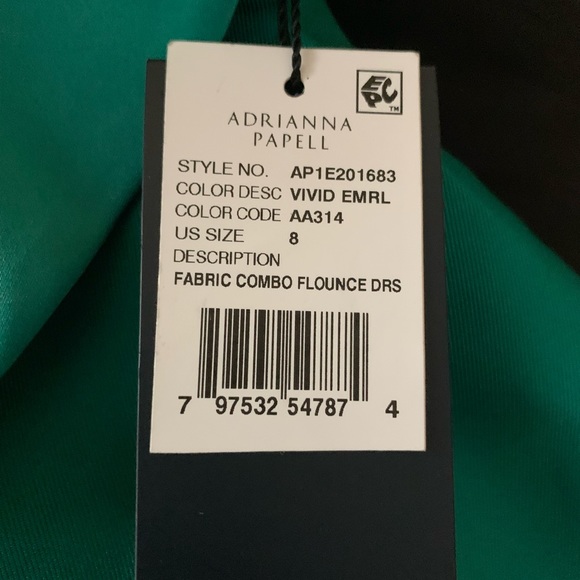 EPC
TM
ADRIANNA
PAPELL
STYLE NO. AP1E201683
COLOR DESC VIVID EMRL
COLOR CODE AA314
US SIZE 8
DESCRIPTION
FABRIC COMBO FLOUNCE DRS
7 97532 54787 4